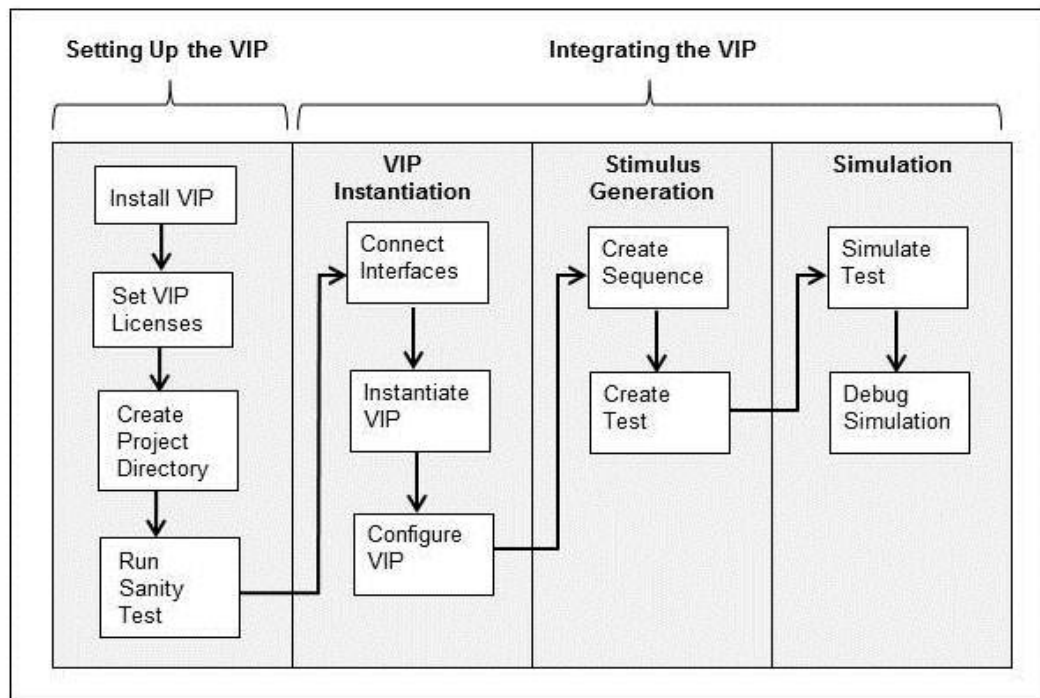 Setting Up the VIP
Integrating the VIP
Install VIP
Set VIP
Licenses
Create
Project
Directory
Run
Sanity
Test
VIP
Instantiation
Connect
Interfaces
Instantiate
VIP
Configure
VIP
Stimulus
Generation
Create
Sequence
Create
Test
Simulation
Simulate
Test
Debug
Simulation